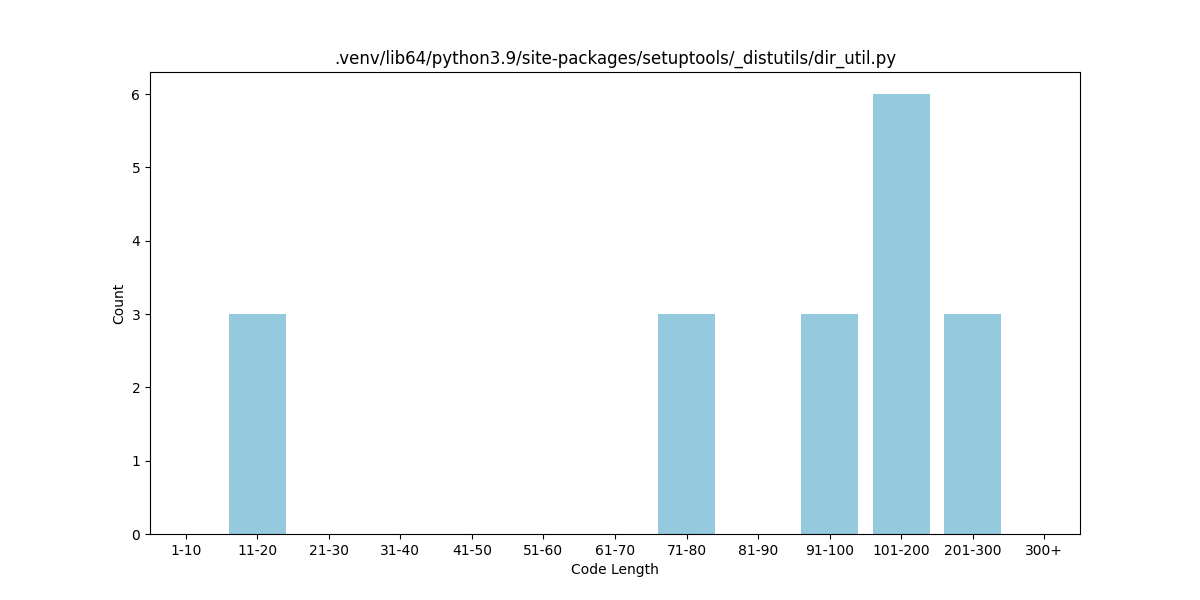 .venv/lib64/python3.9/site-packages/setuptools/_distutils/dir_util.py
6
5
4
3
2
1
0
Count
1-10 11-20 21-30 31-40 41-50 51-60 61-70 71-80 81-90 91-100 101-200 201-300 300+
Code Length